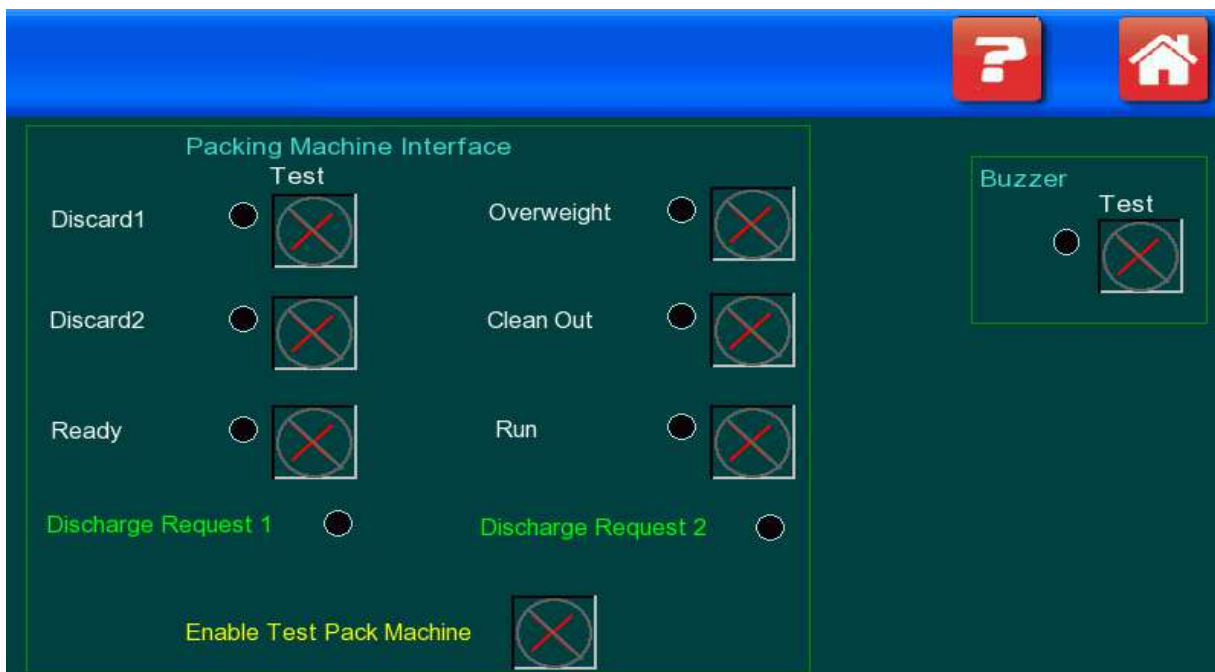 Packing Machine Interface
Test
Discard1
Overweight
Buzzer
Test
Discard2
Clean Out
Ready
Run
Discharge Request 1
Discharge Request 2
Enable Test Pack Machine